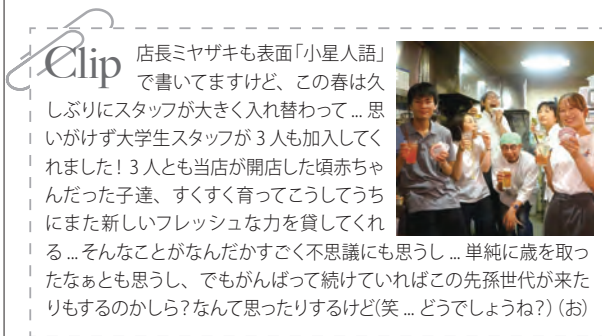 Clip
店長ミヤザキも表面「小星人語」
で書いてますけど、この春は久
しぶりにスタッフが大きく入れ替わって...思
いがけず大学生スタッフが3人も加入してく
れました!3人とも当店が開店した頃赤ちゃ
んだった子達、すくすく育ってこうしてうち
にまた新しいフレッシュな力を貸してくれ
る...そんなことがなんだかすごく不思議にも思うし...単純に歳を取っ
たなぁとも思うし、でもがんばって続けていればこの先孫世代が来た
りもするのかしら?なんて思ったりするけど(笑...どうでしょうね?)(お)